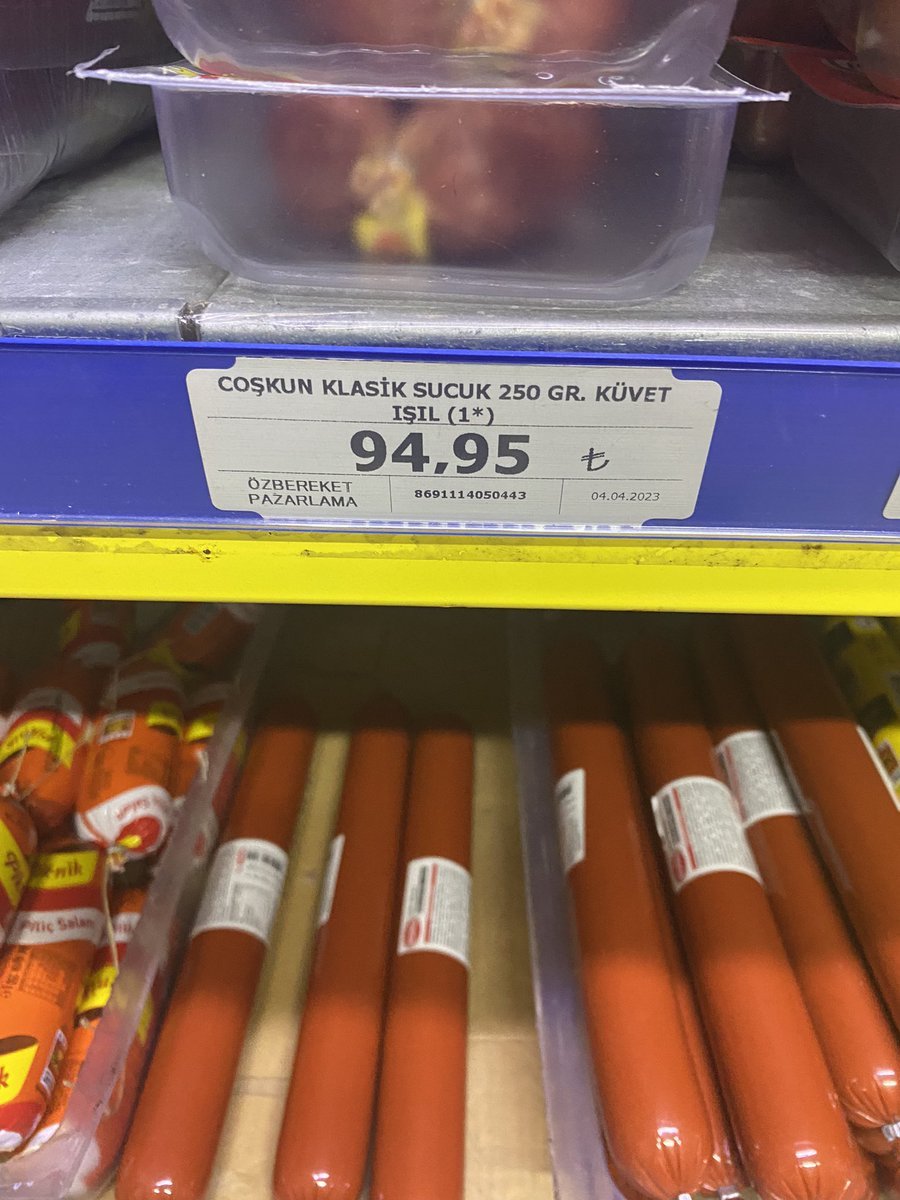 COŞKUN KLASİK SUCUK 250 GR. KÜVET
IŞIL (1*)
94,95 ₺
ÖZBEREKET
PAZARLAMA
8691114050443
04.04.2023
Piliç Salam